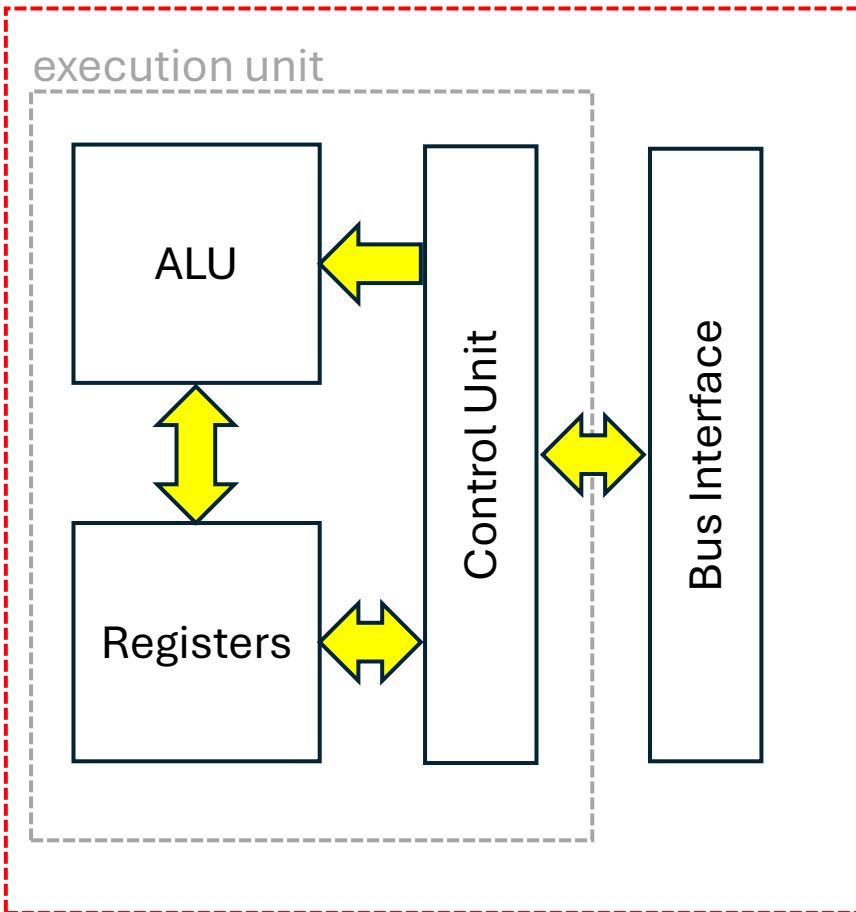 execution unit
ALU
Control Unit
Bus Interface
Registers